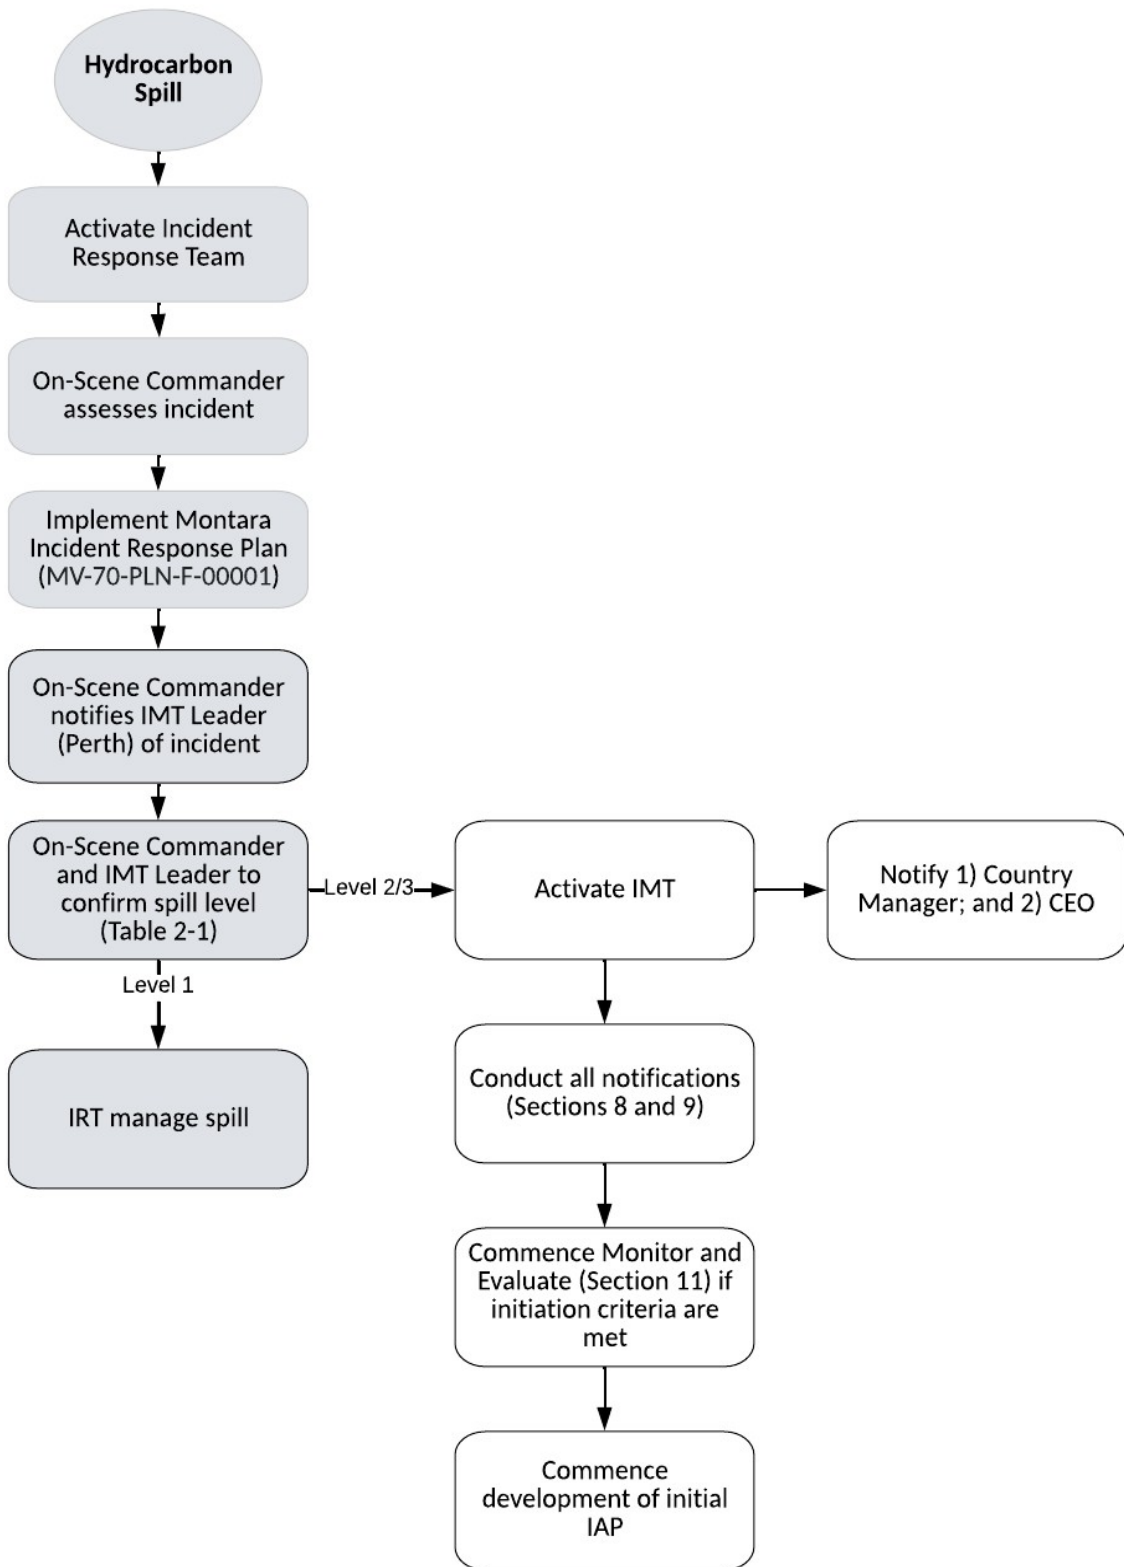 Hydrocarbon
Spill
Activate Incident
Response Team
On-Scene Commander
assesses incident
Implement Montara
Incident Response Plan
(MV-70-PLN-F-00001)
On-Scene Commander
notifies IMT Leader
(Perth) of incident
On-Scene Commander
and IMT Leader to
confirm spill level
(Table 2-1)
Level 2/3
Activate IMT
Notify 1) Country
Manager; and 2) CEO
Level 1
IRT manage spill
Conduct all notifications
(Sections 8 and 9)
Commence Monitor and
Evaluate (Section 11) if
initiation criteria are
met
Commence
development of initial
IAP